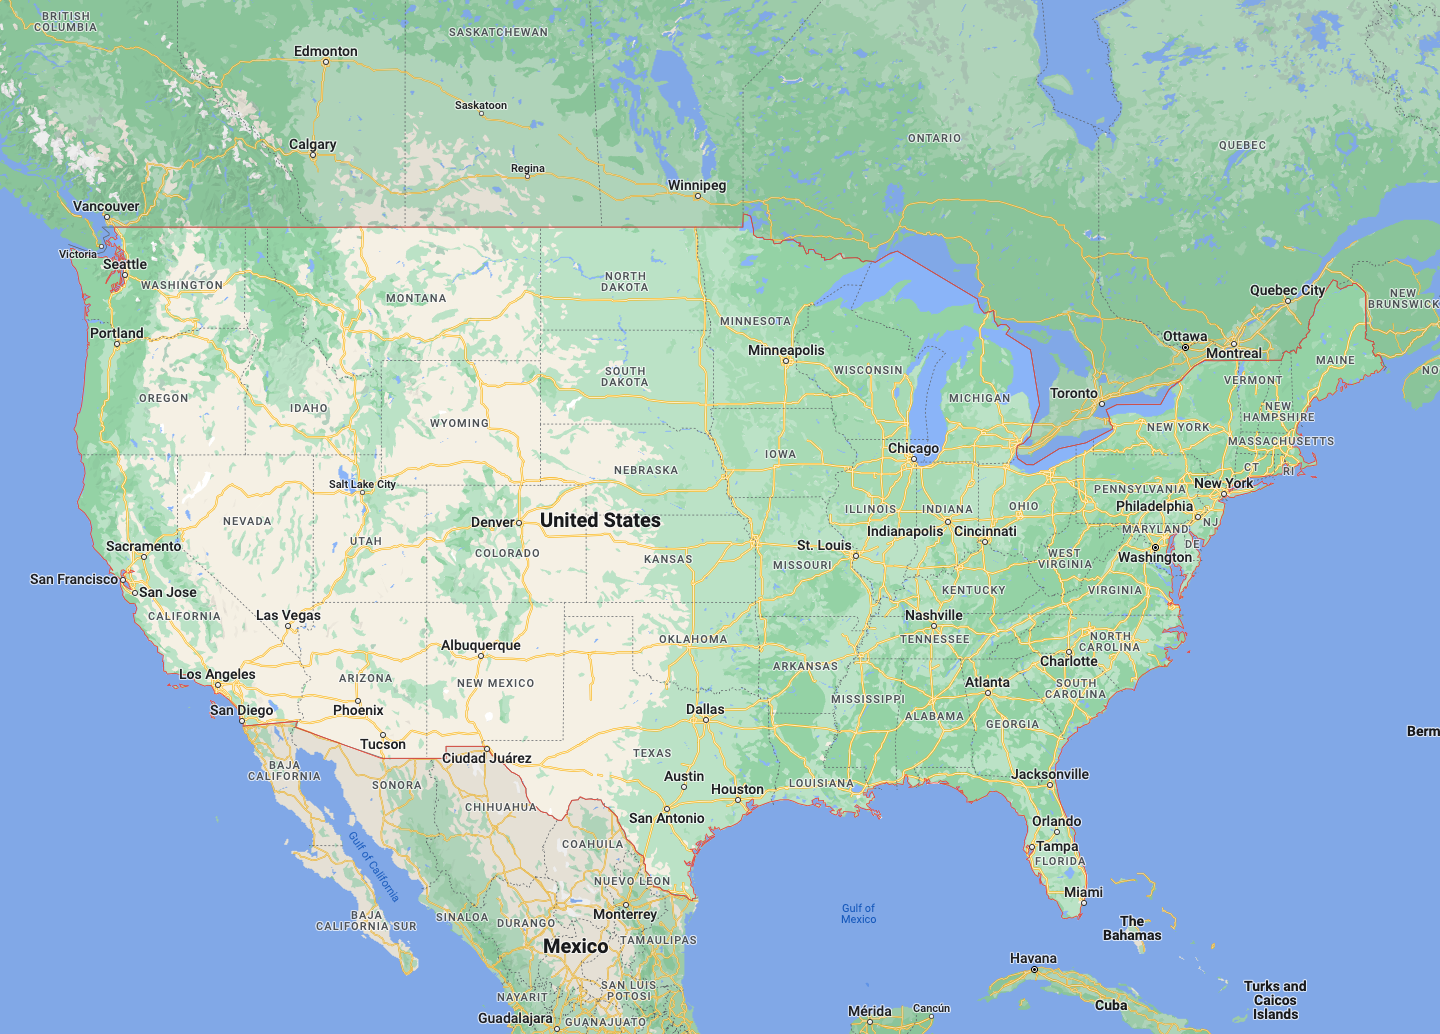 BRITISH
COLUMBIA
Edmonton
SASKATCHEWAN
Saskatoon
Calgary
ONTARIO
QUEBEC
Regina
Winnipeg
Vancouver
Victoria
Seattle
WASHINGTON
MONTANA
NORTH
DAKOTA
MINNESOTA
Quebec City
NEW
BRUNSWICK
Portland
Minneapolis
Ottawa
Montreal
MAINE
OREGON
IDAHO
WYOMING
SOUTH
DAKOTA
WISCONSIN
MICHIGAN
Toronto
VERMONT
NO
NEW
HAMPSHIRE
NEW YORK
MASSACHUSETTS
Chicago
IOWA
NEBRASKA
CT
RI
Salt Lake City
PENNSYLVANIA
New York
Philadelphia
NEVADA
UTAH
Denver
United States
ILLINOIS
INDIANA
OHIO
NJ
Indianapolis
Cincinnati
MARYLAND
DE
Washington
Sacramento
COLORADO
KANSAS
St. Louis
MISSOURI
WEST
VIRGINIA
San Francisco
San Jose
CALIFORNIA
Las Vegas
KENTUCKY
VIRGINIA
Nashville
TENNESSEE
Albuquerque
OKLAHOMA
NORTH
CAROLINA
Charlotte
Los Angeles
ARIZONA
NEW MEXICO
ARKANSAS
Atlanta
SOUTH
CAROLINA
San Diego
Phoenix
Dallas
MISSISSIPPI
ALABAMA
GEORGIA
Berm
Tucson
Ciudad Juárez
TEXAS
BAJA
CALIFORNIA
SONORA
CHIHUAHUA
Austin
Houston
LOUISIANA
Jacksonville
San Antonio
Orlando
Tampa
FLORIDA
Gulf of California
COAHUILA
NUEVO LEON
Miami
Monterrey
Gulf of
Mexico
The
Bahamas
BAJA
CALIFORNIA SUR
SINALOA
DURANGO
Mexico
TAMAULIPAS
Havana
Cuba
Turks and
Caicos
Islands
NAYARIT
SAN LUIS
POTOSI
Guadalajara
GUANAJUATO
Mérida
Cancún